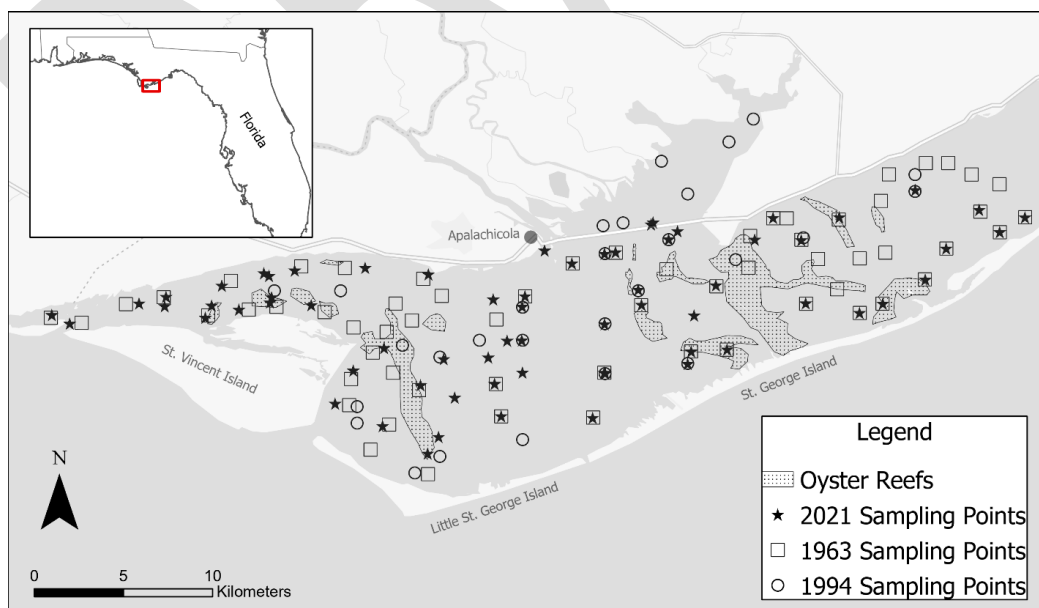 Florida
Apalachicola
St. Vincent Island
St. George Island
Little St. George Island
N
0 5 10
Kilometers
Legend
Oyster Reefs
2021 Sampling Points
1963 Sampling Points
1994 Sampling Points